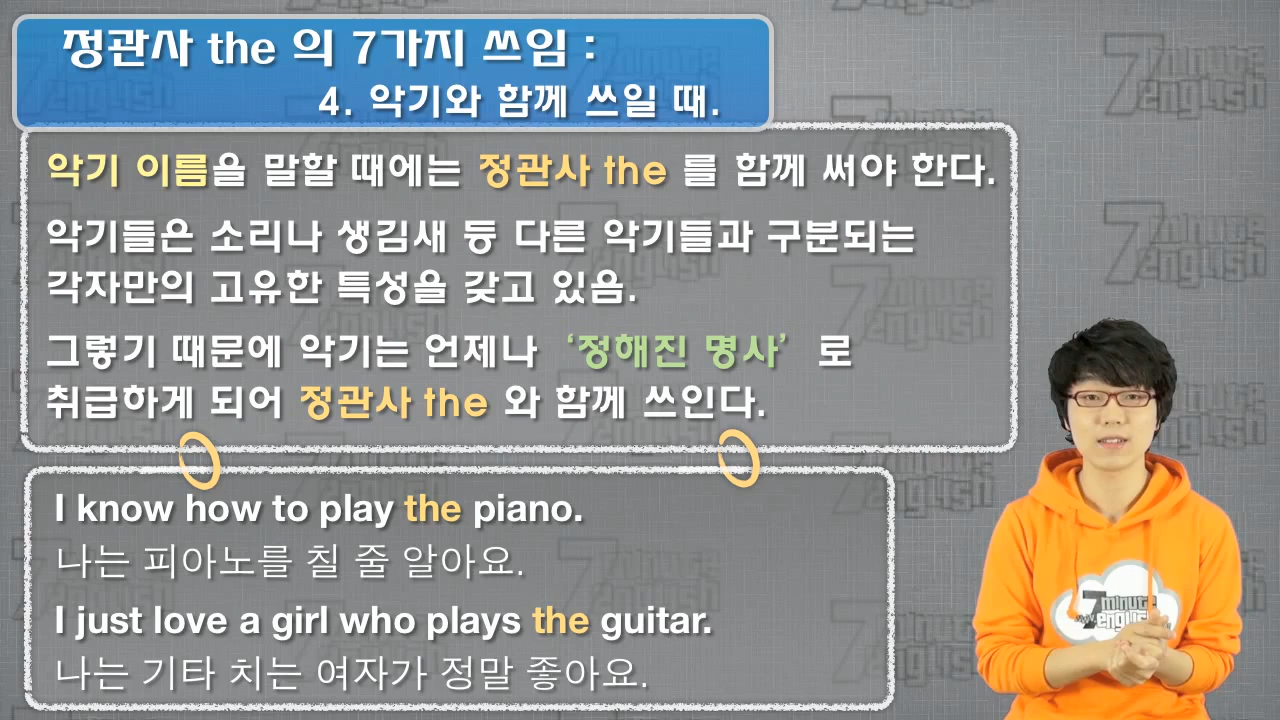 정관사 the 의 7가지 쓰임 :
4. 악기와 함께 쓰일 때.
악기 이름을 말할 때에는 정관사 the 를 함께 써야 한다.
악기들은 소리나 생김새 등 다른 악기들과 구분되는
각자만의 고유한 특성을 갖고 있음.
그렇기 때문에 악기는 언제나 ‘정해진 명사’ 로
취급하게 되어 정관사 the 와 함께 쓰인다.
I know how to play the piano.
나는 피아노를 칠 줄 알아요.
I just love a girl who plays the guitar.
나는 기타 치는 여자가 정말 좋아요.
7 minute
english